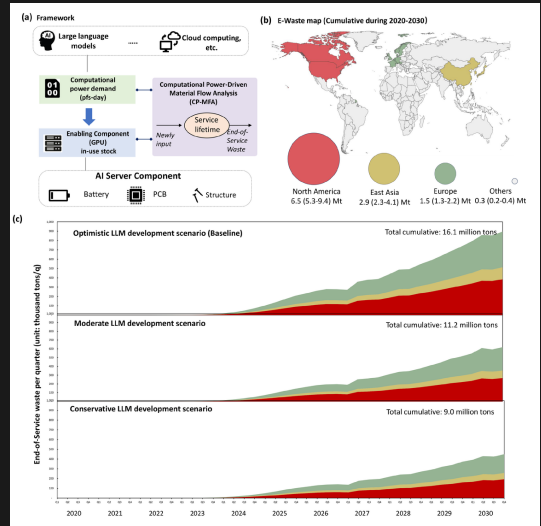 (a) Framework
AI
Large language
models
.....
Cloud computing,
etc.
Computational
power demand
(pfs-day)
01
00
Enabling Component
(GPU)
in-use stock
Computational Power-Driven
Material Flow Analysis
(CP-MFA)
Newly
input
Service
lifetime
End-of-
Service
Waste
AI Server Component
Battery
PCB
Structure
(b) E-Waste map (Cumulative during 2020-2030)
North America
6.5 (5.3-9.4) Mt
East Asia
2.9 (2.3-4.1) Mt
Europe
1.5 (1.3-2.2) Mt
Others
0.3 (0.2-0.4) Mt
(c)
End-of-Service waste per quarter (unit: thousand tons/q)
Optimistic LLM development scenario (Baseline)
Total cumulative: 16.1 million tons
Moderate LLM development scenario
Total cumulative: 11.2 million tons
Conservative LLM development scenario
Total cumulative: 9.0 million tons
2020 2021 2022 2023 2024 2025 2026 2027 2028 2029 2030